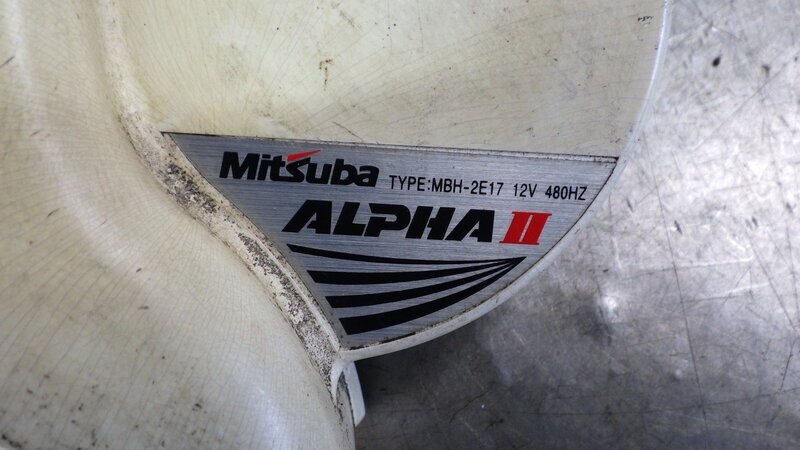 Mitsuba TYPE:MBH-2E17 12V 480HZ
ALPHA II